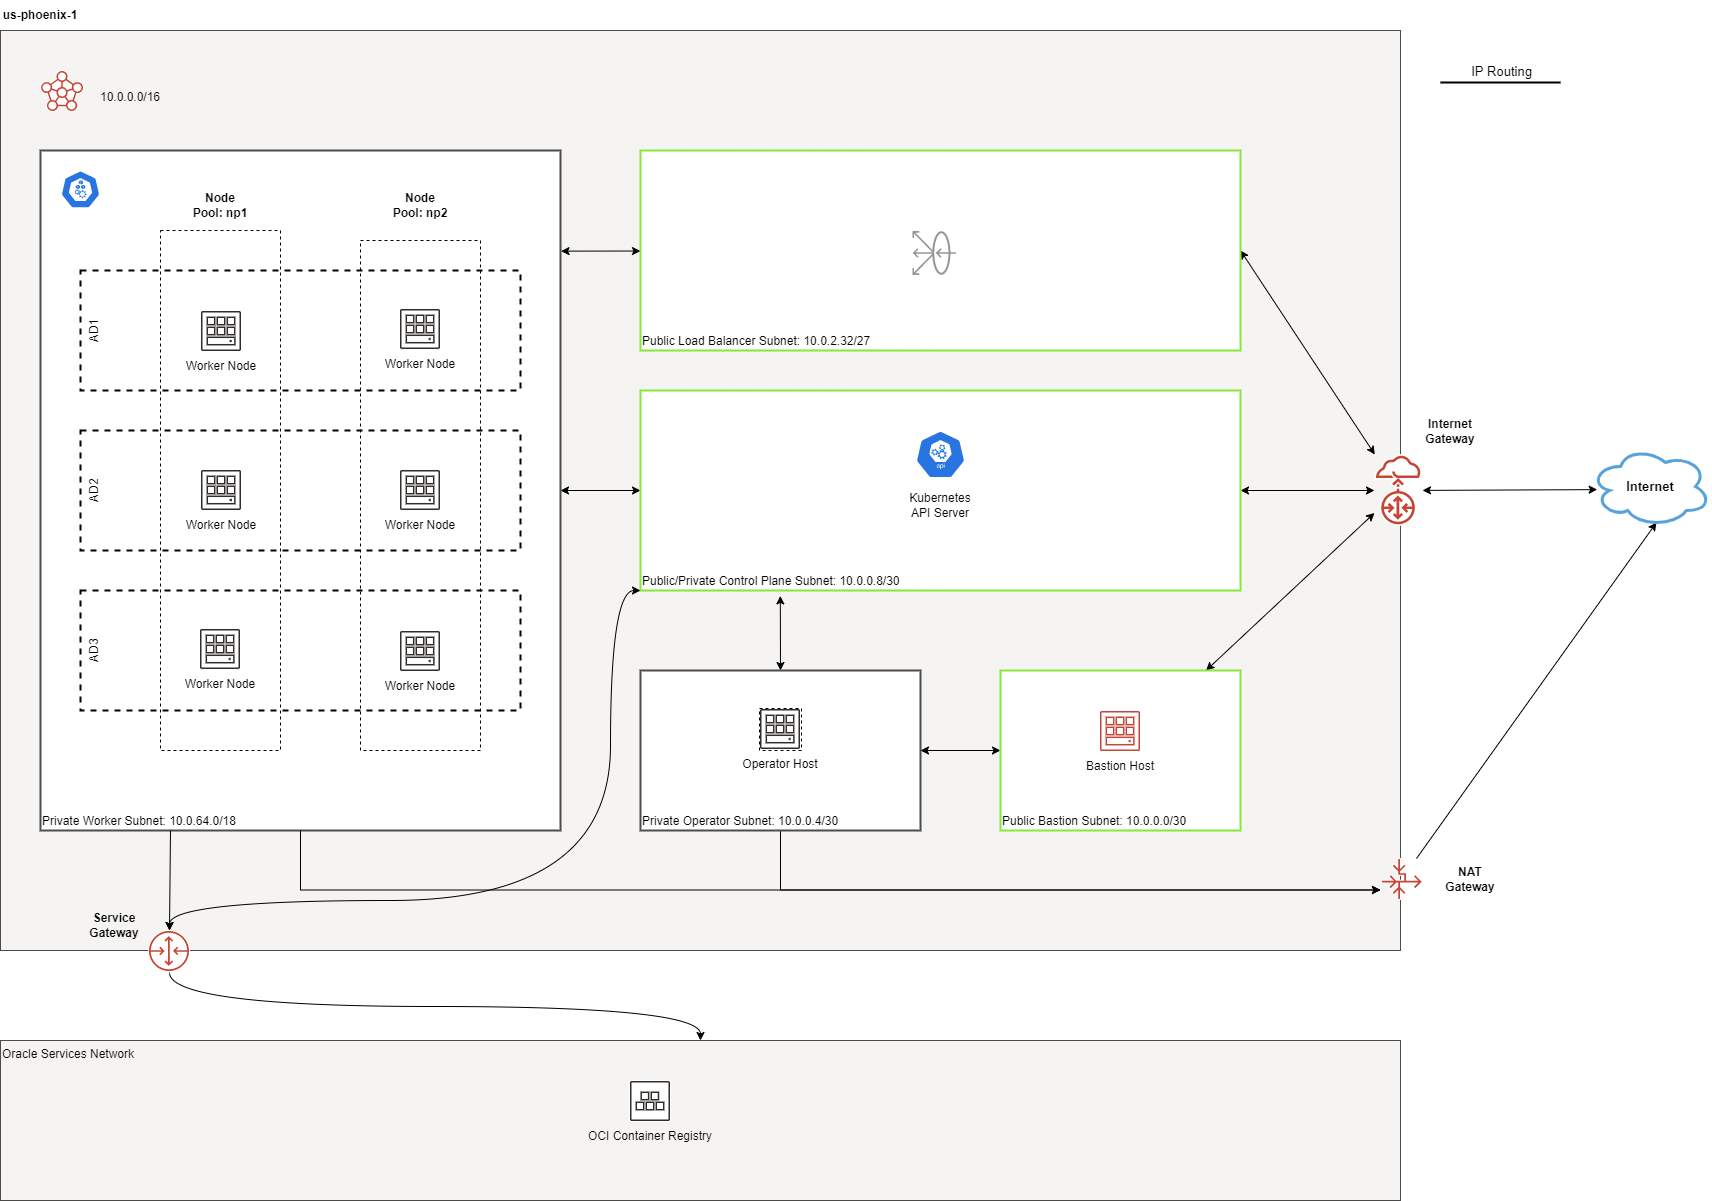 us-phoenix-1
IP Routing
10.0.0.0/16
Node
Pool: np1
Node
Pool: np2
AD1
Worker Node
Worker Node
AD2
Worker Node
Worker Node
AD3
Worker Node
Worker Node
Private Worker Subnet: 10.0.64.0/18
Public Load Balancer Subnet: 10.0.2.32/27
api
Kubernetes
API Server
Public/Private Control Plane Subnet: 10.0.0.8/30
Operator Host
Private Operator Subnet: 10.0.0.4/30
Bastion Host
Public Bastion Subnet: 10.0.0.0/30
Internet
Gateway
Internet
NAT
Gateway
Service
Gateway
Oracle Services Network
OCI Container Registry